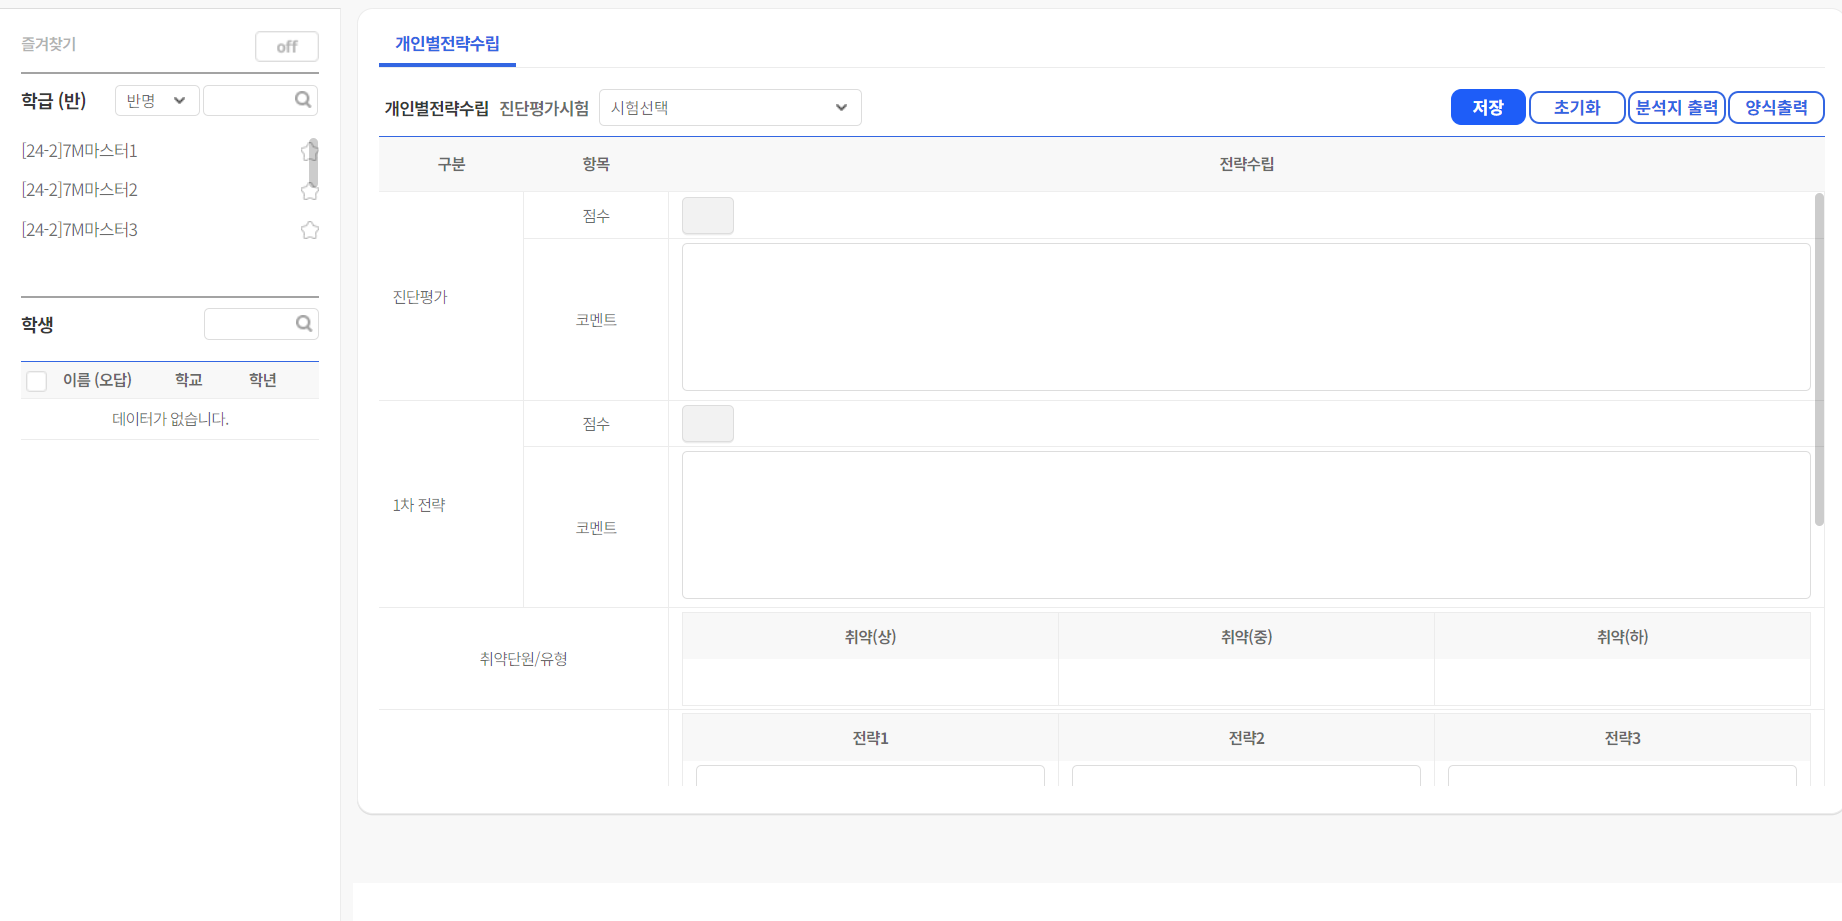 즐겨찾기 off
학급 (반) 반명
[24-2]7M마스터1
[24-2]7M마스터2
[24-2]7M마스터3
학생
이름 (오답) 학교 학년
데이터가 없습니다.
개인별전략수립
개인별전략수립 진단평가시험 시험선택 저장 초기화 분석지 출력 양식출력
구분 항목 전략수립
진단평가
점수
코멘트
1차 전략
점수
코멘트
취약단원/유형
취약(상) 취약(중) 취약(하)
전략1 전략2 전략3